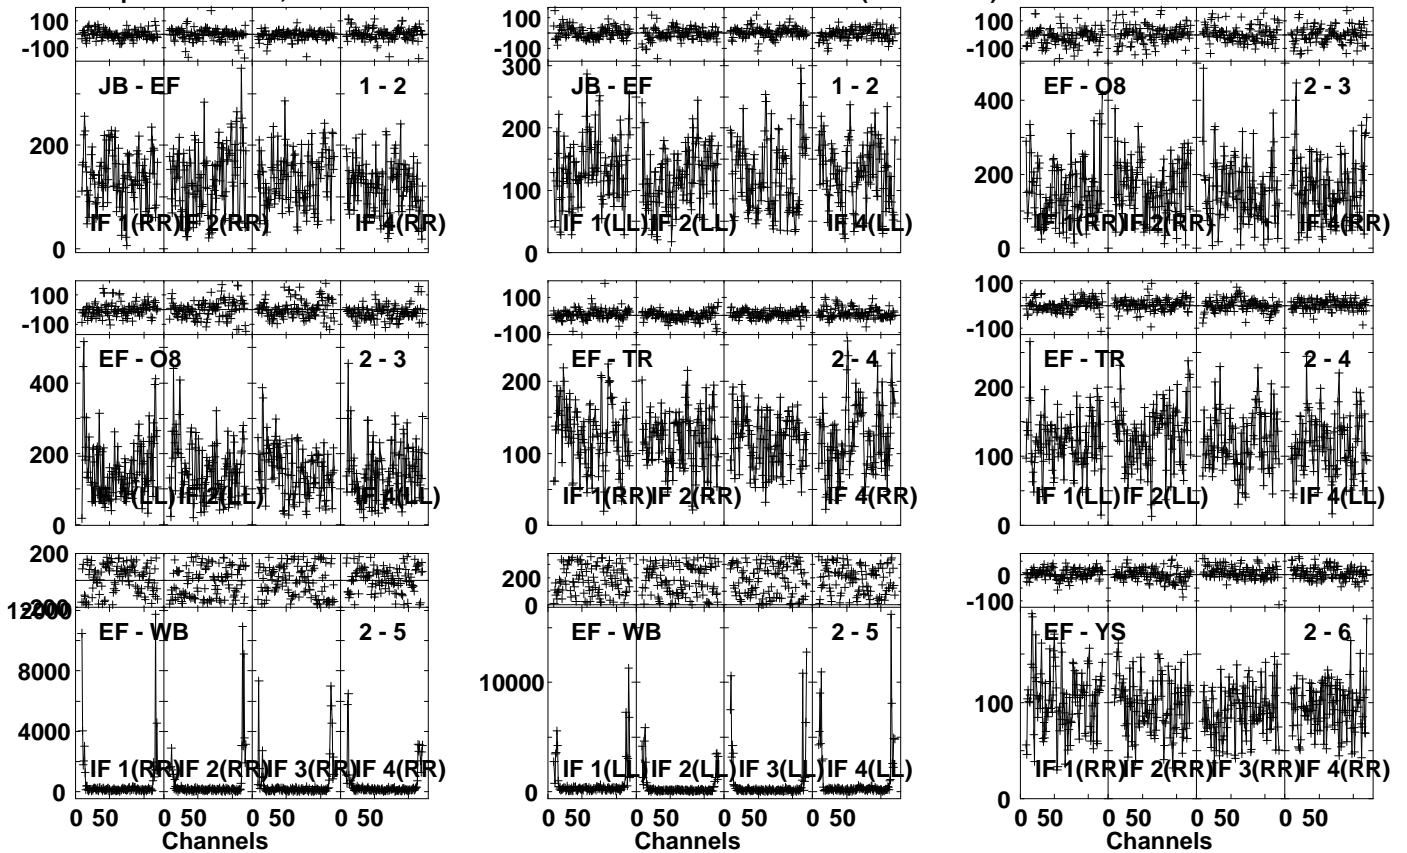 100 100 100
-100 -100 -100
JB - EF 1 - 2 JB - EF 1 - 2 EF - O8 2 - 3
300
400
200 200 200
100
IF 1(RR) IF 2(RR) IF 4(RR) IF 1(LL) IF 2(LL) IF 4(LL) IF 1(RR) IF 2(RR) IF 4(RR)
0 0 0
100 100 100
-100 -100 -100
EF - O8 2 - 3 EF - TR 2 - 4 EF - TR 2 - 4
400 200 200
200 100 100
IF 1(LL) IF 2(LL) IF 4(LL) IF 1(RR) IF 2(RR) IF 4(RR) IF 1(LL) IF 2(LL) IF 4(LL)
0 0 0
200 200 0
-200 0 -100
12000
EF - WB 2 - 5 EF - WB 2 - 5 EF - YS 2 - 6
8000 10000 100
4000
IF 1(RR) IF 2(RR) IF 3(RR) IF 4(RR) IF 1(LL) IF 2(LL) IF 3(LL) IF 4(LL) IF 1(RR) IF 2(RR) IF 3(RR) IF 4(RR)
0 0 0
0 50 0 50 0 50 0 50 0 50 0 50 0 50 0 50 0 50 0 50 0 50 0 50
Channels Channels Channels